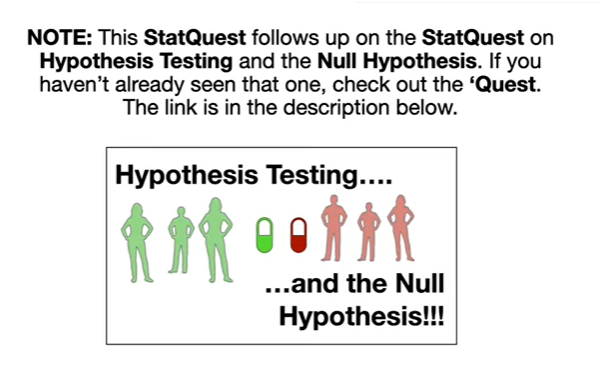 NOTE: This StatQuest follows up on the StatQuest on
Hypothesis Testing and the Null Hypothesis. If you
haven’t already seen that one, check out the ‘Quest.
The link is in the description below.
Hypothesis Testing....
...and the Null
Hypothesis!!!